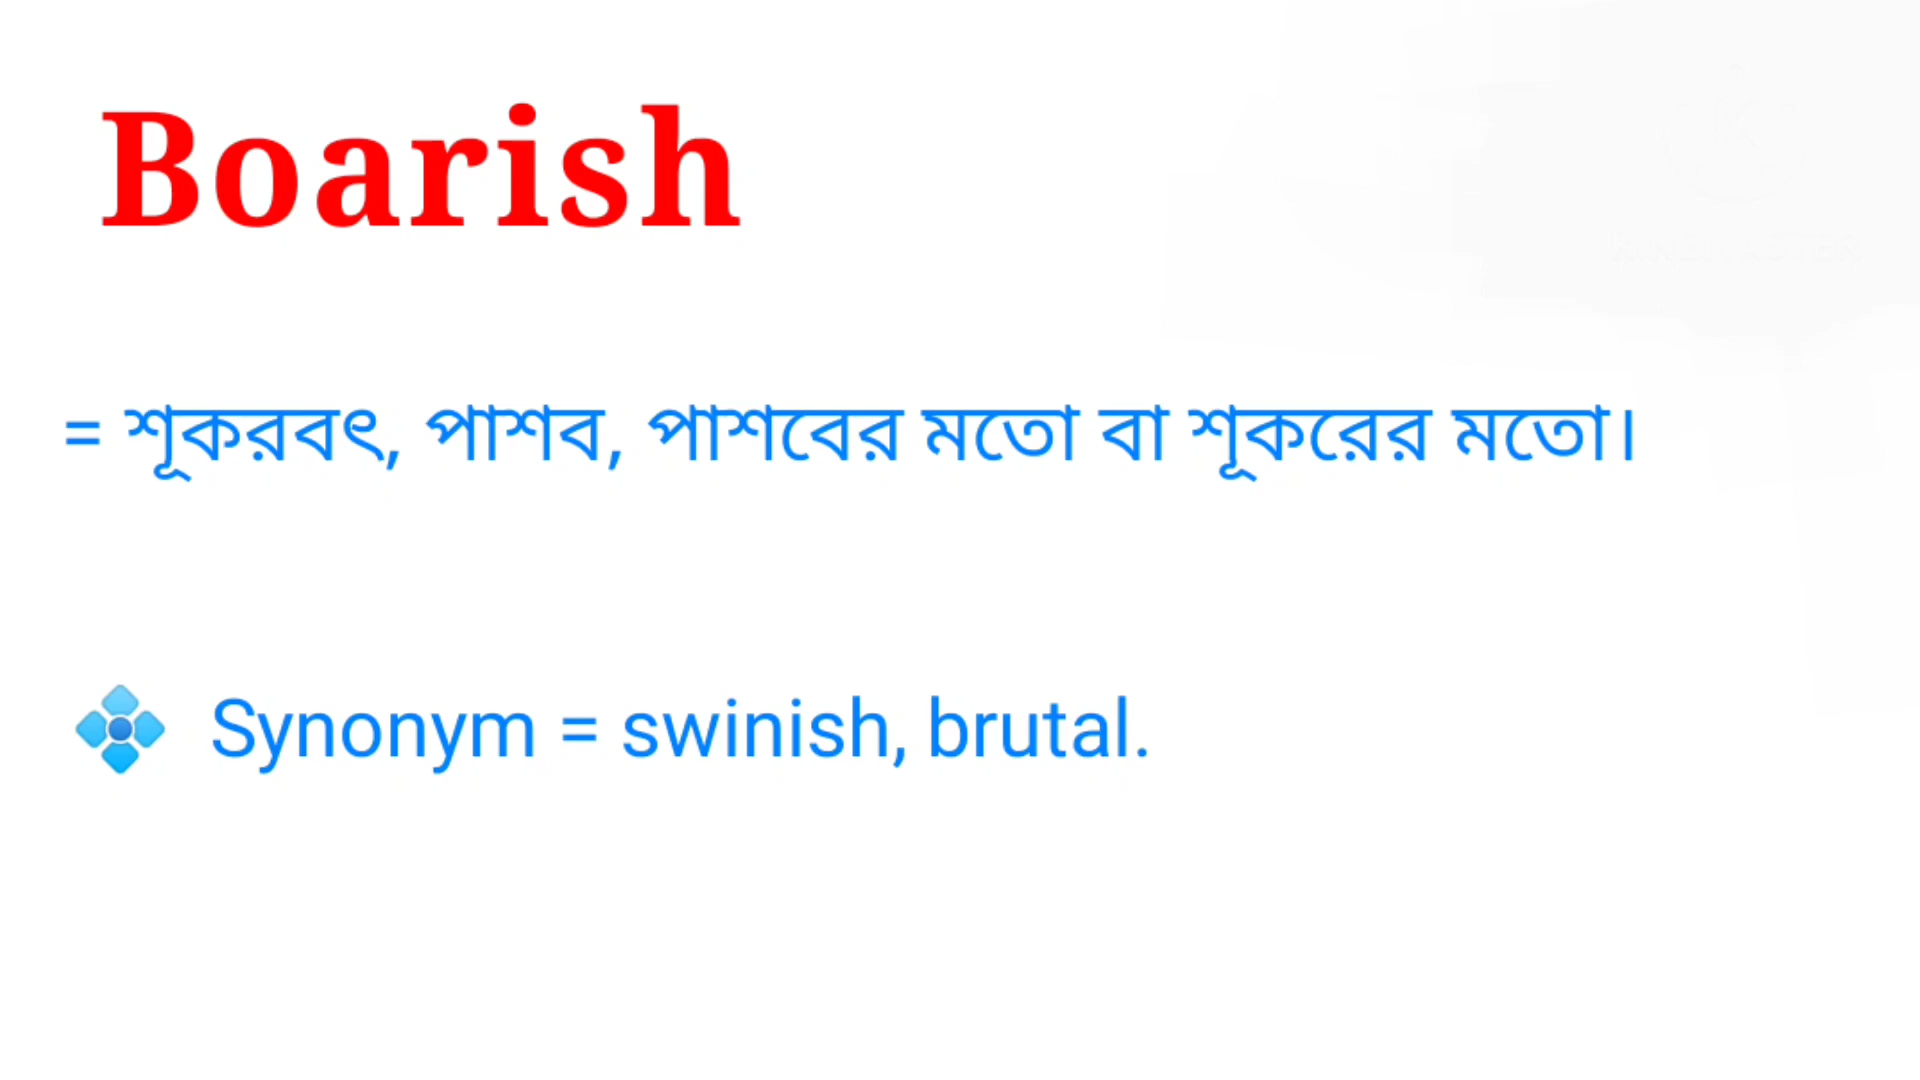 Boarish
= শূকরবৎ, পাশব, পাশবের মতো বা শূকরের মতো।
💠 Synonym = swinish, brutal.